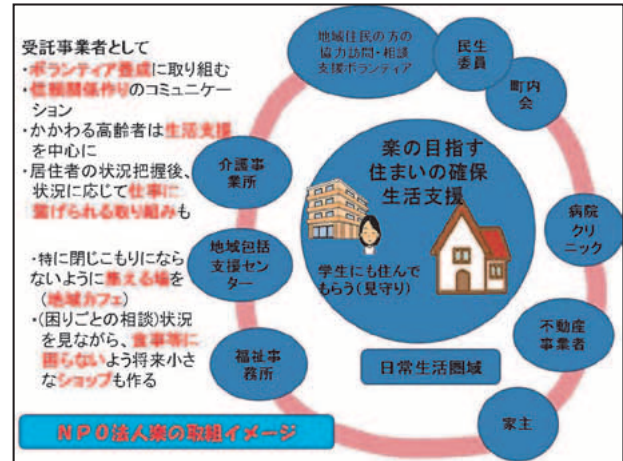 受託事業者として
・ボランティア養成に取り組む
・信頼関係作りのコミュニケー
ション
・かかわる高齢者は生活支援
を中心に
・居住者の状況把握後、
状況に応じて仕事に
繋げられる取り組みも
・特に閉じこもりになら
ないように集える場を
(地域カフェ)
・(困りごとの相談)状況
を見ながら、食事等に
困らないよう将来小さ
なショップも作る
NPO法人楽の取組イメージ
地域住民の方の
協力訪問・相談
支援ボランティア
民生
委員
町内
会
病院
クリ
ニック
不動産
事業者
家主
日常生活圏域
福祉事
務所
地域包括
支援セン
ター
介護事
業所
楽の目指す
住まいの確保
生活支援
学生にも住んで
もらう(見守り)